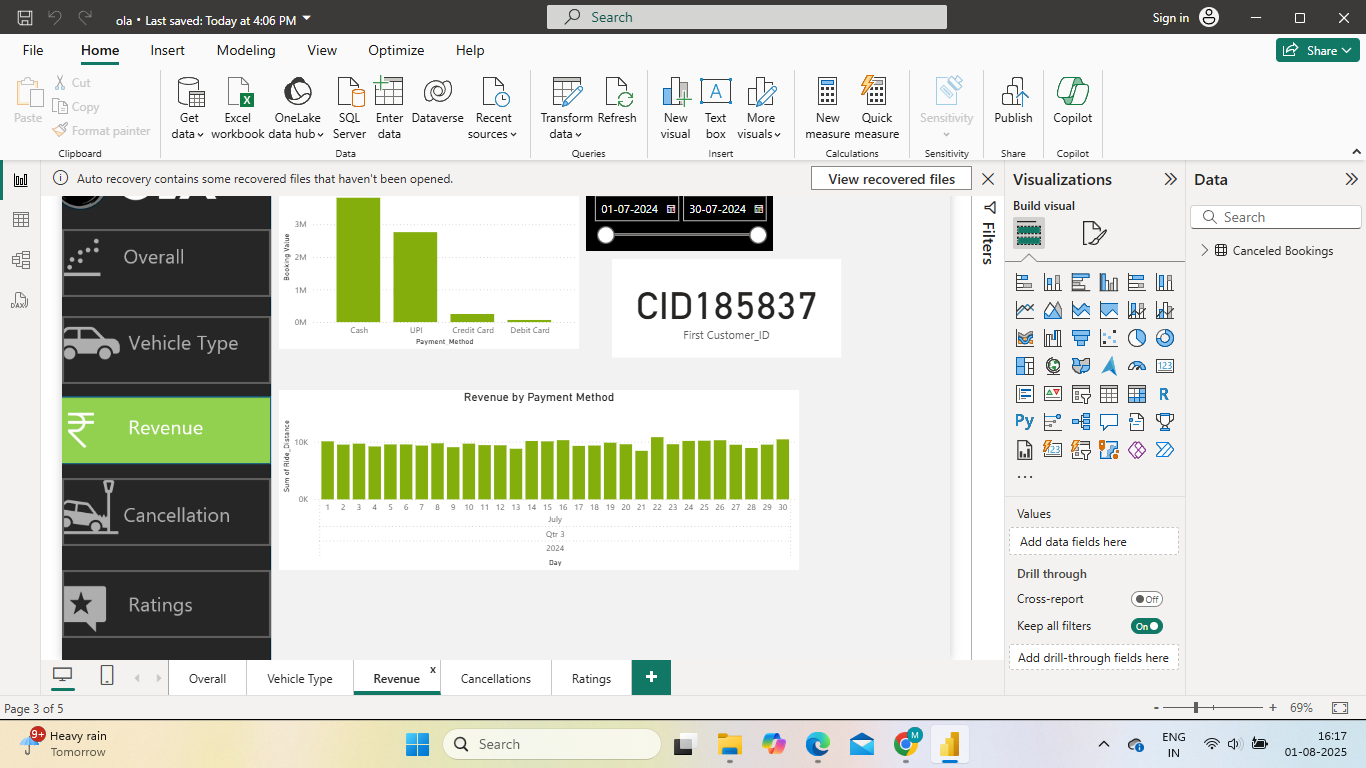 ola • Last saved: Today at 4:06 PM
Search
Sign in
File Home Insert Modeling View Optimize Help
Share
Paste
Cut
Copy
Format painter
Clipboard
Get data
Excel workbook
OneLake data hub
SQL Server
Enter data
Dataverse
Recent sources
Data
Transform data
Refresh
Queries
New visual
Text box
More visuals
Insert
New measure
Quick measure
Calculations
Sensitivity
Sensitivity
Publish
Share
Copilot
Copilot
Auto recovery contains some recovered files that haven't been opened.
View recovered files
Overall
Vehicle Type
Revenue
Cancellation
Ratings
Booking Value
3M
2M
1M
0M
Cash UPI Credit Card Debit Card
Payment_Method
01-07-2024 30-07-2024
CID185837
First Customer_ID
Revenue by Payment Method
Sum of Ride_Distance
10K
0K
1 2 3 4 5 6 7 8 9 10 11 12 13 14 15 16 17 18 19 20 21 22 23 24 25 26 27 28 29 30
July
Qtr 3
2024
Day
Filters
Visualizations
Build visual
123
R
Py
123
Values
Add data fields here
Drill through
Cross-report
Off
Keep all filters
On
Add drill-through fields here
Data
Search
Canceled Bookings
DAX
Overall
Vehicle Type
Revenue
x
Cancellations
Ratings
+
Page 3 of 5
- + 69%
9+
Heavy rain
Tomorrow
Search
M
ENG
IN
16:17
01-08-2025